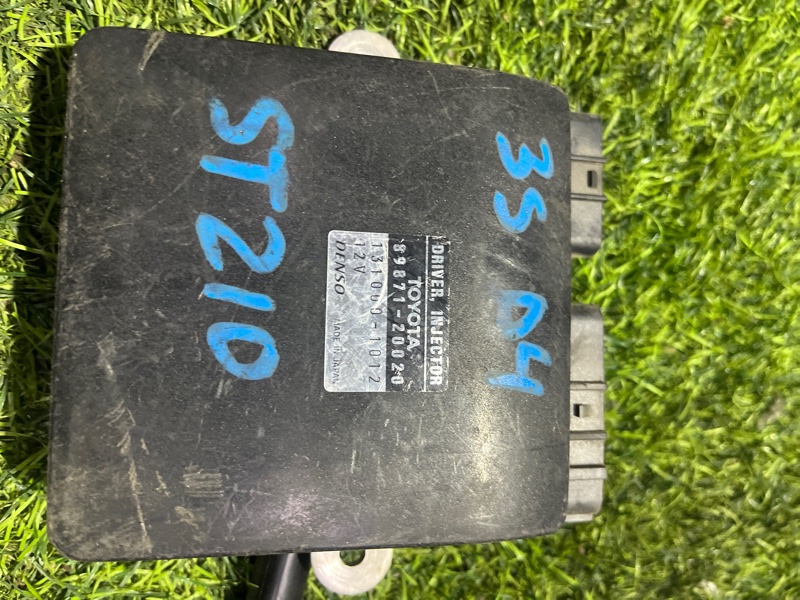 3S D4
DRIVER, INJECTOR
TOYOTA
89871-20020
131000-1012
12V
DENSO MADE IN JAPAN
ST210